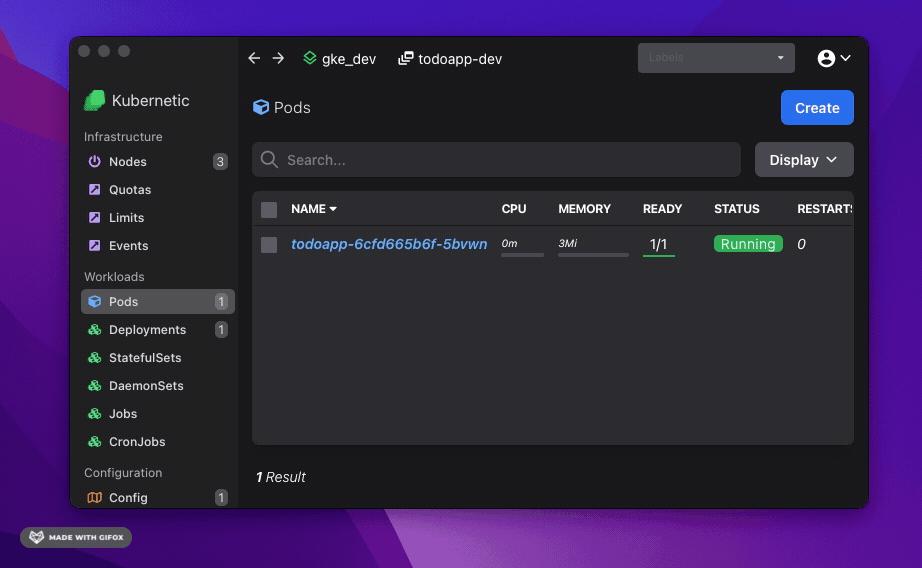 gke_dev todoapp-dev Labels
Kubernetic
Pods Create
Infrastructure
Nodes 3
Search... Display
Quotas
Limits
NAME CPU MEMORY READY STATUS RESTARTS
Events
todoapp-6cfd665b6f-5bvwn 0m 3Mi 1/1 Running 0
Workloads
Pods 1
Deployments 1
StatefulSets
DaemonSets
Jobs
CronJobs
Configuration
1 Result
Config 1
MADE WITH GIFOX